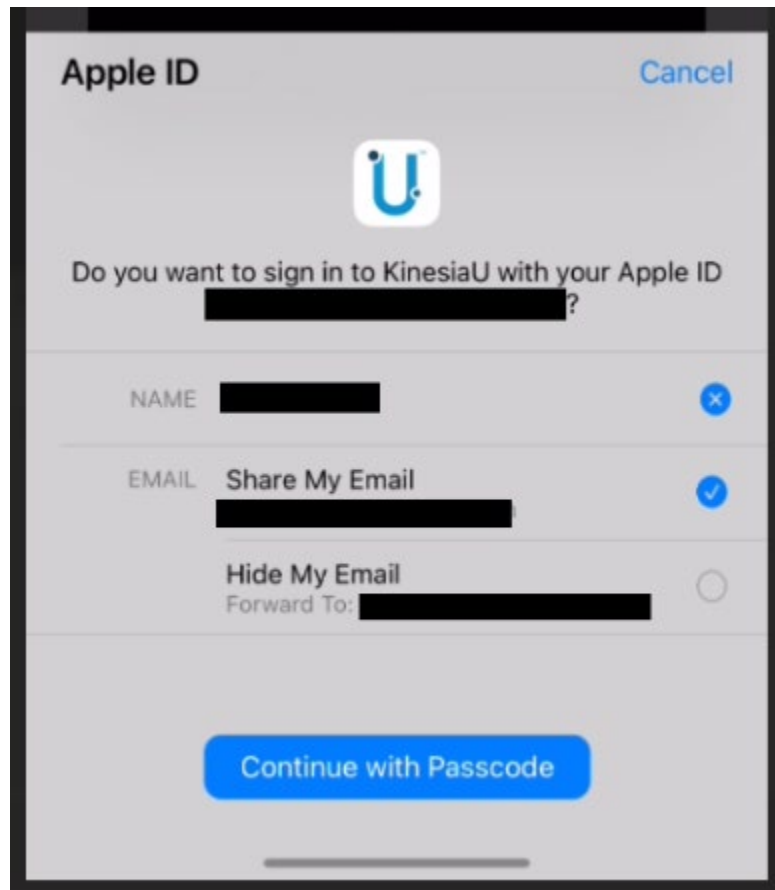 Apple ID
Cancel
U
Do you want to sign in to KinesiaU with your Apple ID
?
NAME
EMAIL
Share My Email
Hide My Email
Forward To:
Continue with Passcode